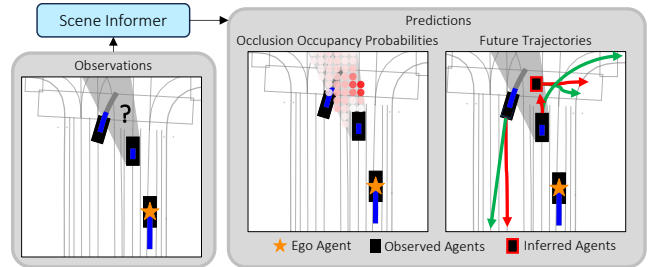 Scene Informer
Predictions
Observations
Occlusion Occupancy Probabilities
Future Trajectories
?
Ego Agent
Observed Agents
Inferred Agents